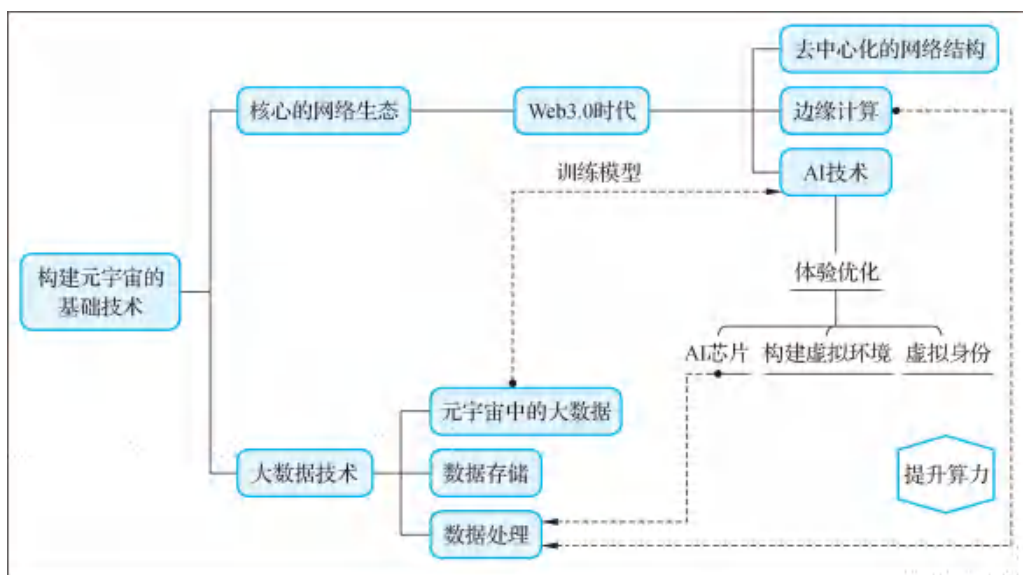 去中心化的网络结构
核心的网络生态
Web3.0时代
边缘计算
训练模型
AI技术
构建元宇宙的
基础技术
体验优化
AI芯片
构建虚拟环境
虚拟身份
元宇宙中的大数据
大数据技术
数据存储
提升算力
数据处理